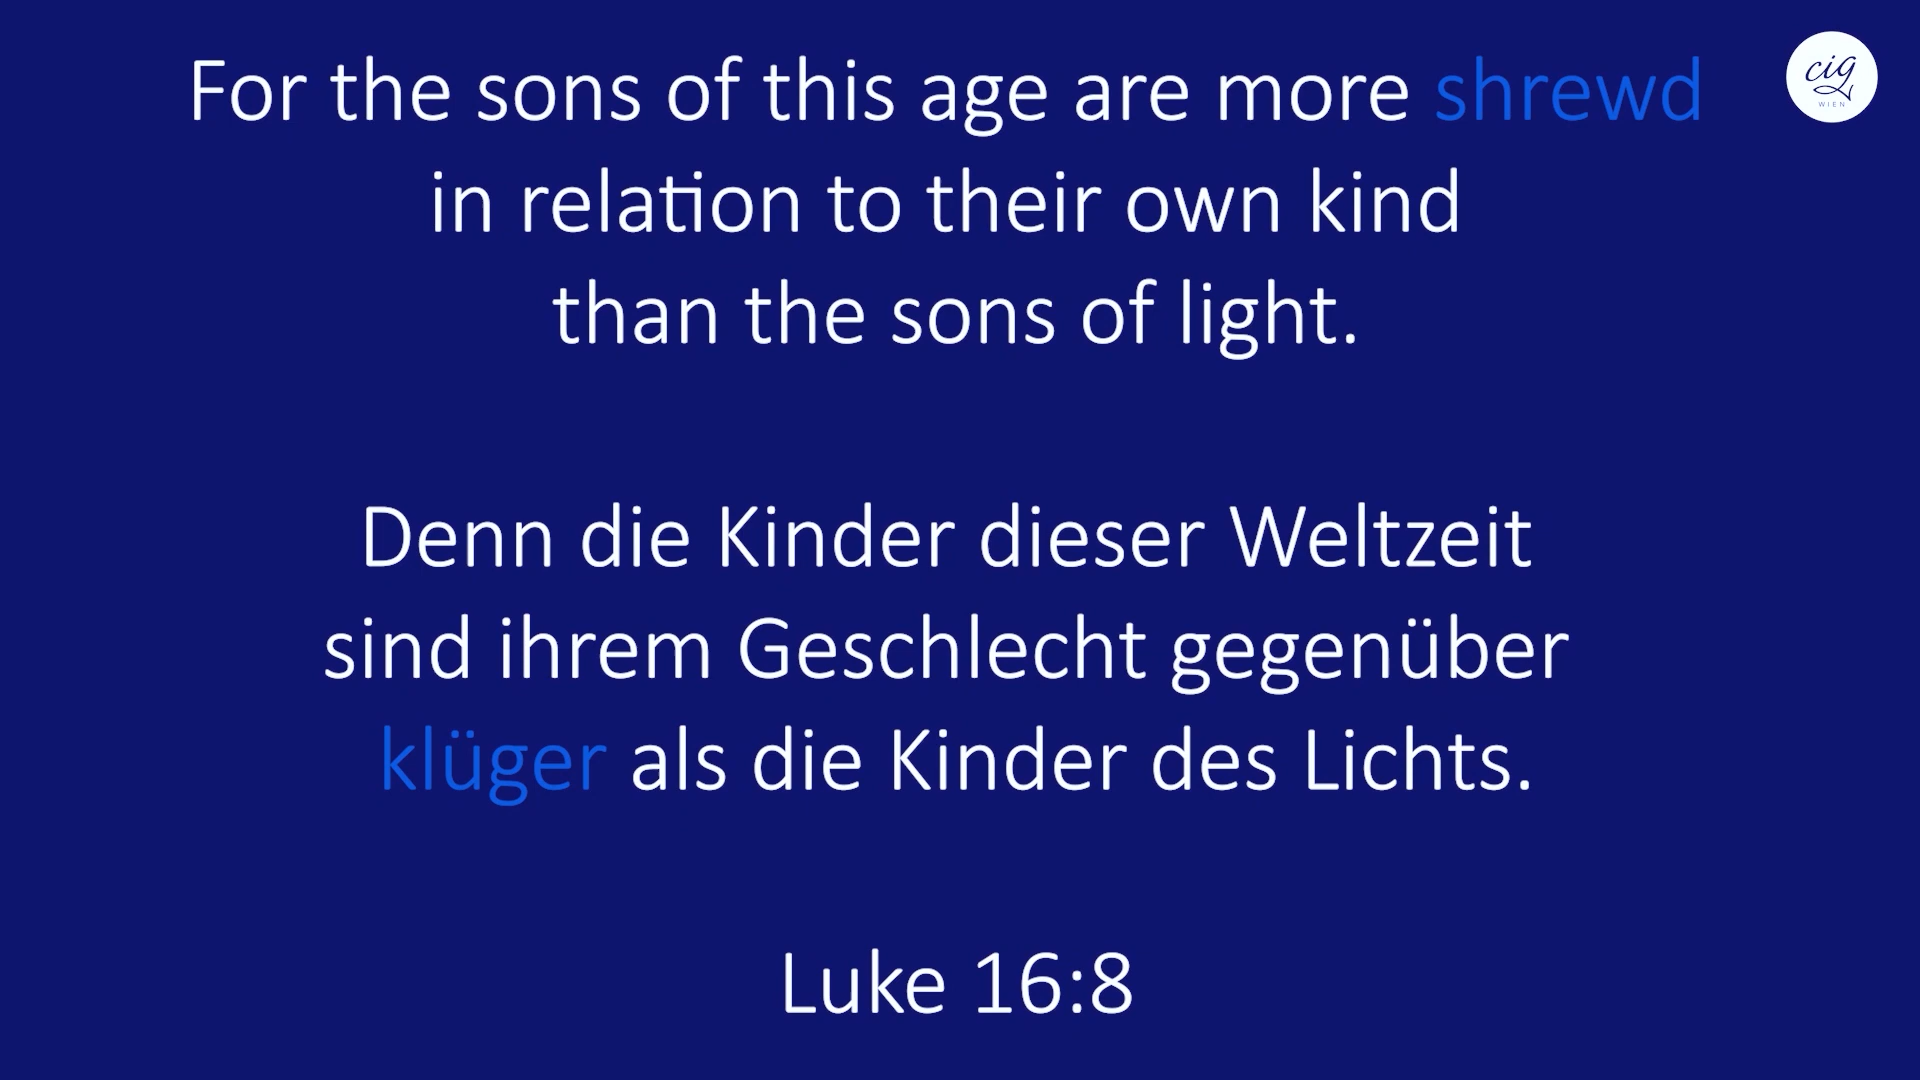 For the sons of this age are more shrewd
in relation to their own kind
than the sons of light.
Denn die Kinder dieser Weltzeit
sind ihrem Geschlecht gegenüber
klüger als die Kinder des Lichts.
Luke 16:8
cig
WIEN